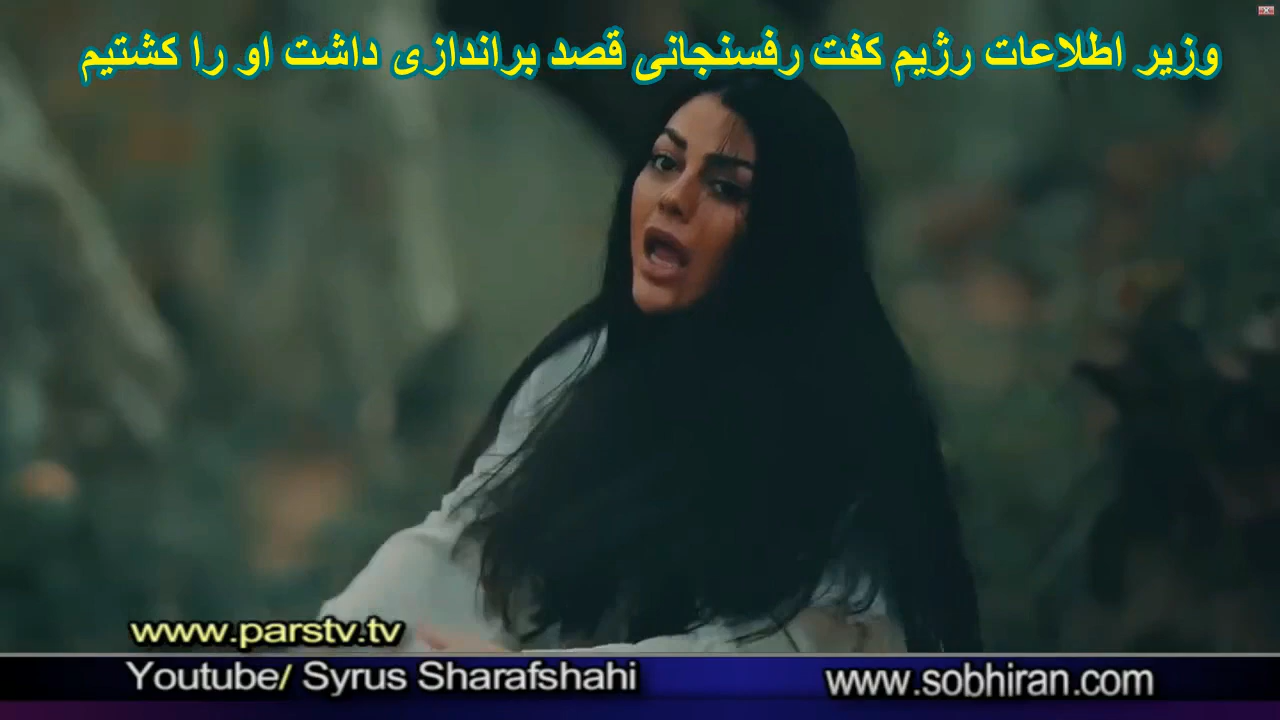 وزیر اطلاعات رژیم کفت رفسنجانی قصد براندازی داشت او را کشتیم
www.parstv.tv
Youtube/ Syrus Sharafshahi
www.sobhiran.com